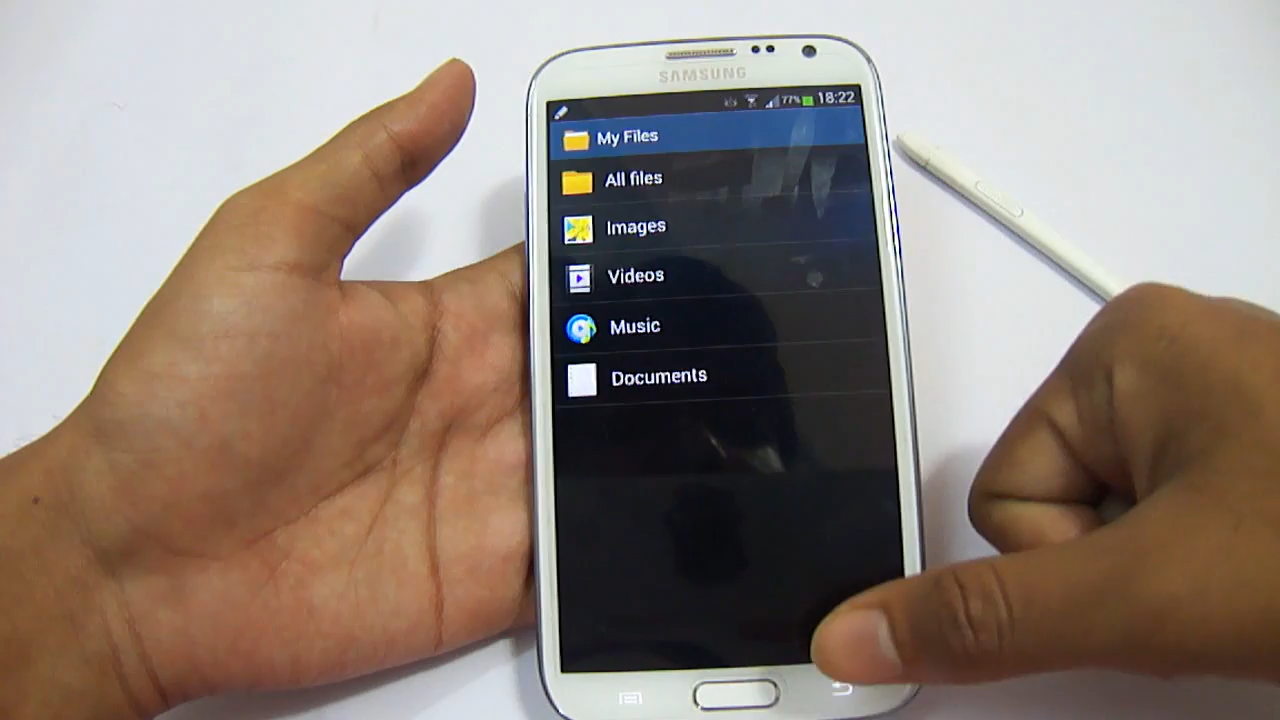 SAMSUNG
77% 18:22
My Files
All files
Images
Videos
Music
Documents